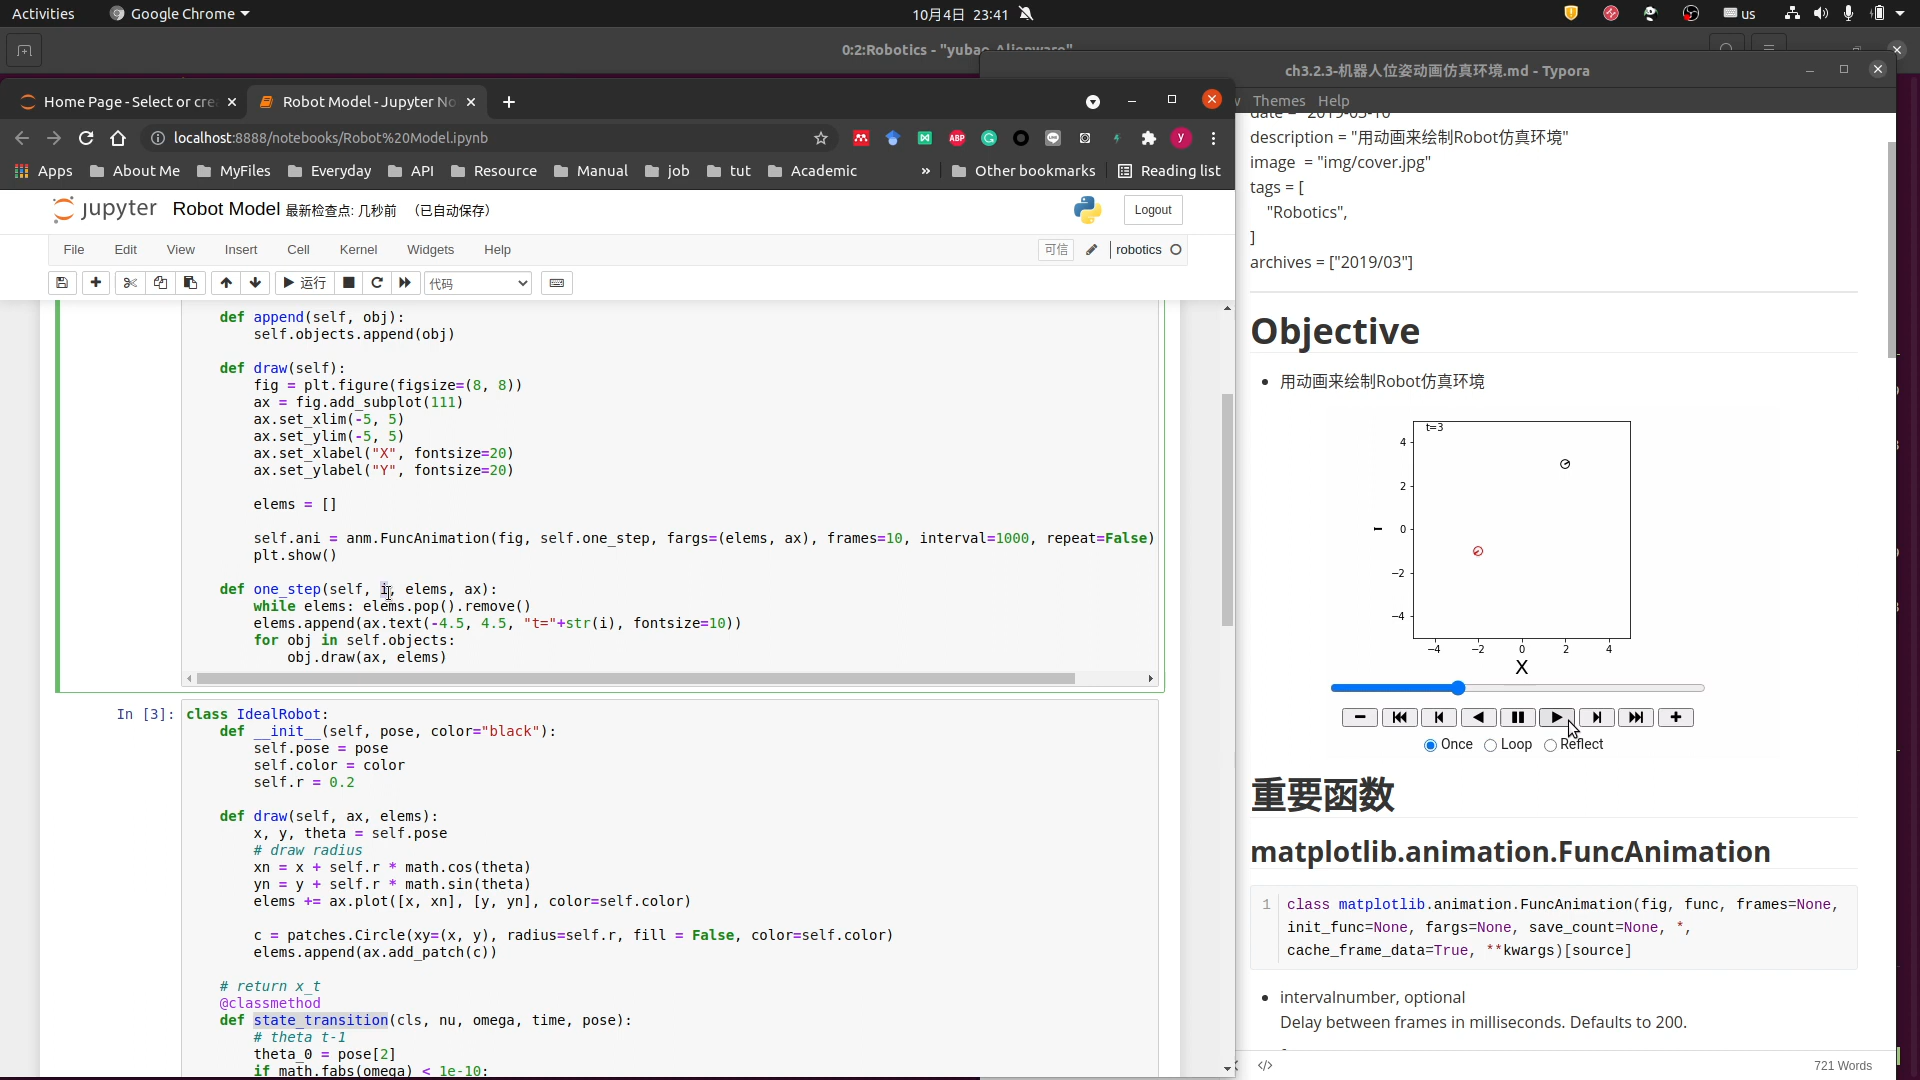 Activities
Google Chrome
10月4日 23:41
us
0:2:Robotics - "yubao-Alienware"
Home Page - Select or cre
Robot Model - Jupyter No
localhost:8888/notebooks/Robot%20Model.ipynb
ABP
y
Apps
About Me
MyFiles
Everyday
API
Resource
Manual
job
tut
Academic
»
Other bookmarks
Reading list
jupyter
Robot Model 最新检查点: 几秒前 (已自动保存)
Logout
File
Edit
View
Insert
Cell
Kernel
Widgets
Help
可信
robotics
运行
代码
def append(self, obj):
self.objects.append(obj)
def draw(self):
fig = plt.figure(figsize=(8, 8))
ax = fig.add_subplot(111)
ax.set_xlim(-5, 5)
ax.set_ylim(-5, 5)
ax.set_xlabel("X", fontsize=20)
ax.set_ylabel("Y", fontsize=20)
elems = []
self.ani = anm.FuncAnimation(fig, self.one_step, fargs=(elems, ax), frames=10, interval=1000, repeat=False)
plt.show()
def one_step(self, i, elems, ax):
while elems: elems.pop().remove()
elems.append(ax.text(-4.5, 4.5, "t="+str(i), fontsize=10))
for obj in self.objects:
obj.draw(ax, elems)
In [3]:
class IdealRobot:
def __init__(self, pose, color="black"):
self.pose = pose
self.color = color
self.r = 0.2
def draw(self, ax, elems):
x, y, theta = self.pose
# draw radius
xn = x + self.r * math.cos(theta)
yn = y + self.r * math.sin(theta)
elems += ax.plot([x, xn], [y, yn], color=self.color)
c = patches.Circle(xy=(x, y), radius=self.r, fill = False, color=self.color)
elems.append(ax.add_patch(c))
# return x_t
@classmethod
def state_transition(cls, nu, omega, time, pose):
# theta t-1
theta_0 = pose[2]
if math.fabs(omega) < 1e-10:
ch3.2.3-机器人位姿动画仿真环境.md - Typora
Themes
Help
date = "2019-03-10"
description = "用动画来绘制Robot仿真环境"
image = "img/cover.jpg"
tags = [
"Robotics",
]
archives = ["2019/03"]
Objective
用动画来绘制Robot仿真环境
t=3
4
2
0
−2
−4
−4
−2
0
2
4
X
Once
Loop
Reflect
重要函数
matplotlib.animation.FuncAnimation
1
class matplotlib.animation.FuncAnimation(fig, func, frames=None,
init_func=None, fargs=None, save_count=None, *,
cache_frame_data=True, **kwargs)[source]
intervalnumber, optional
Delay between frames in milliseconds. Defaults to 200.
</>
721 Words